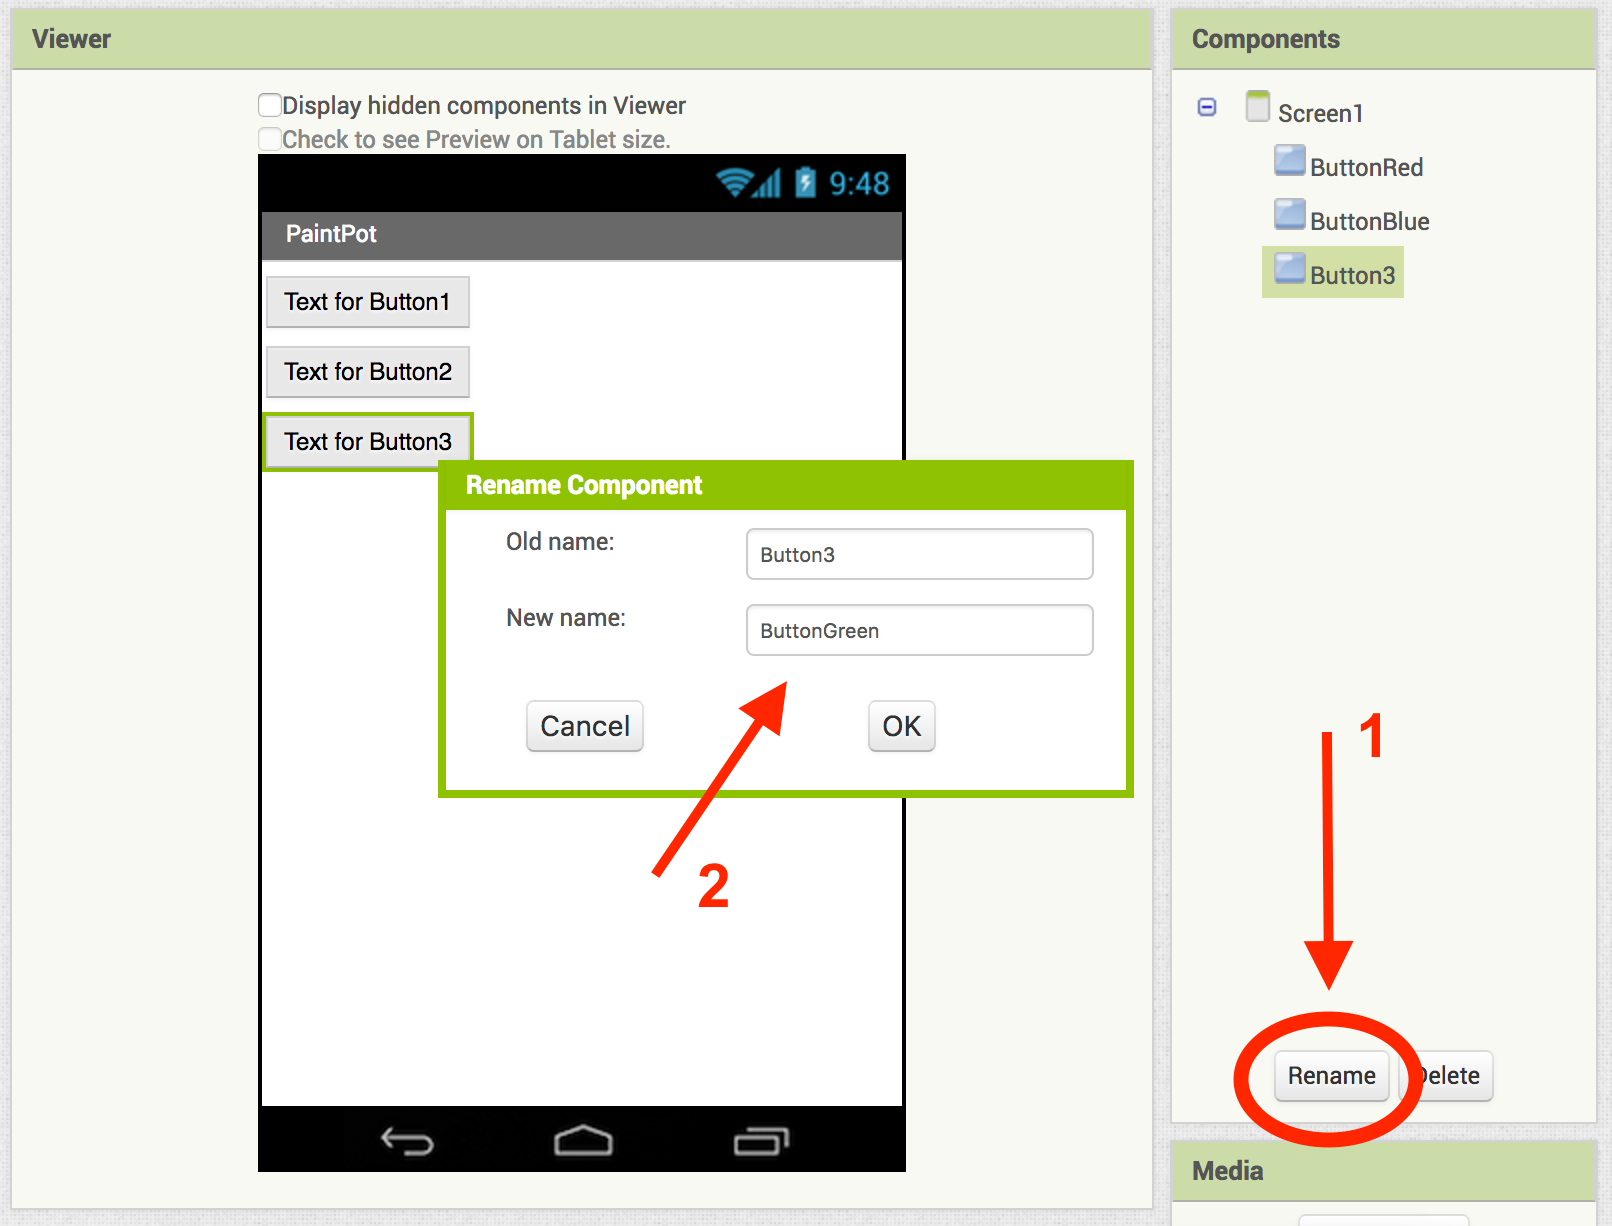 Viewer
Display hidden components in Viewer
Check to see Preview on Tablet size.
9:48
PaintPot
Text for Button1
Text for Button2
Text for Button3
Rename Component
Old name:
Button3
New name:
ButtonGreen
Cancel
OK
2
Components
Screen1
ButtonRed
ButtonBlue
Button3
1
Rename
Delete
Media